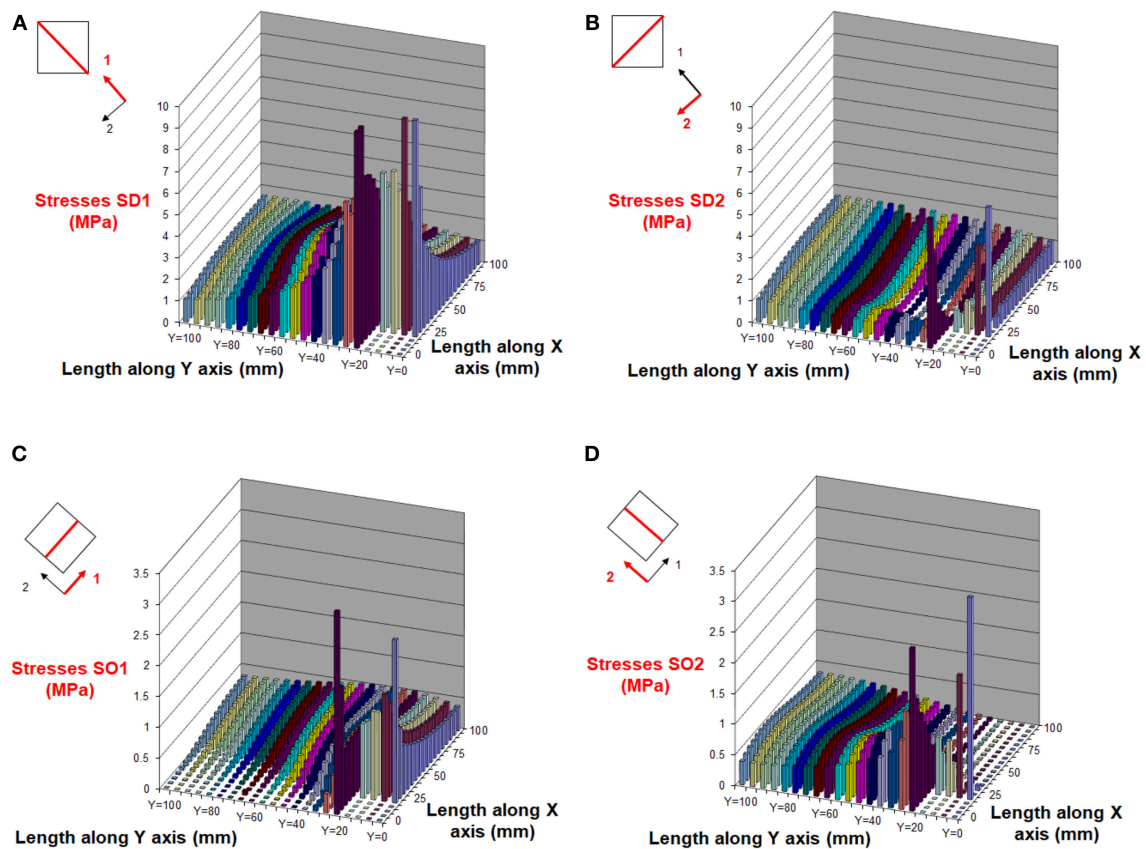 A
1
2
Stresses SD1
(MPa)
10
9
8
7
6
5
4
3
2
1
0
Y=100
Y=80
Y=60
Y=40
Y=20
Y=0
Length along Y axis (mm)
0
25
50
75
100
Length along X
axis (mm)
B
1
2
Stresses SD2
(MPa)
10
9
8
7
6
5
4
3
2
1
0
Y=100
Y=80
Y=60
Y=40
Y=20
Y=0
Length along Y axis (mm)
0
25
50
75
100
Length along X
axis (mm)
C
2
1
Stresses SO1
(MPa)
3.5
3
2.5
2
1.5
1
0.5
0
Y=100
Y=80
Y=60
Y=40
Y=20
Y=0
Length along Y axis (mm)
0
25
50
75
100
Length along X
axis (mm)
D
2
1
Stresses SO2
(MPa)
3.5
3
2.5
2
1.5
1
0.5
0
Y=100
Y=80
Y=60
Y=40
Y=20
Y=0
Length along Y axis (mm)
0
25
50
75
100
Length along X
axis (mm)